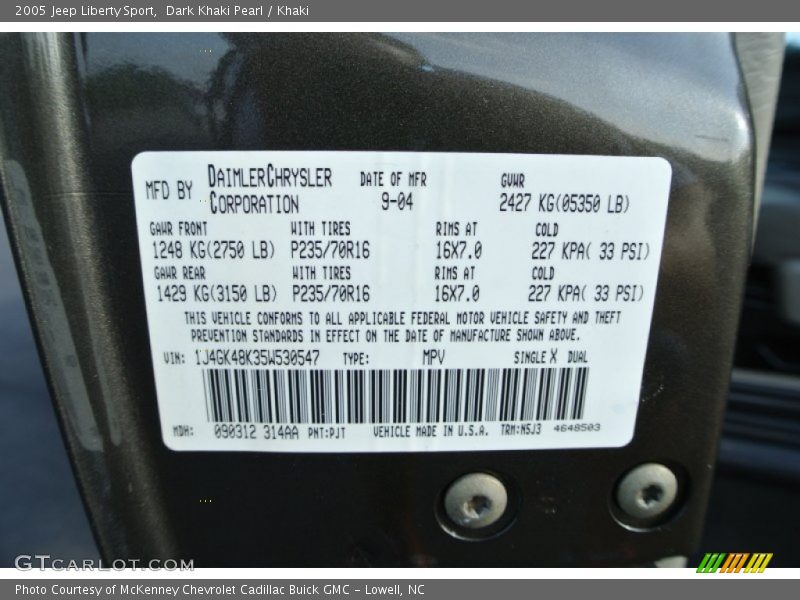 2005 Jeep Liberty Sport, Dark Khaki Pearl / Khaki
MFD BY DAIMLERCHRYSLER CORPORATION DATE OF MFR 9-04 GVWR 2427 KG(05350 LB)
GAWR FRONT WITH TIRES RIMS AT COLD
1248 KG(2750 LB) P235/70R16 16X7.0 227 KPA( 33 PSI)
GAWR REAR WITH TIRES RIMS AT COLD
1429 KG(3150 LB) P235/70R16 16X7.0 227 KPA( 33 PSI)
THIS VEHICLE CONFORMS TO ALL APPLICABLE FEDERAL MOTOR VEHICLE SAFETY AND THEFT
PREVENTION STANDARDS IN EFFECT ON THE DATE OF MANUFACTURE SHOWN ABOVE.
VIN: 1J4GK48K35W530547 TYPE: MPV SINGLE X DUAL
MDH: 090312 314AA PNT:PJT VEHICLE MADE IN U.S.A. TRM:N5J3 4648503
GTCARLOT.COM
Photo Courtesy of McKenney Chevrolet Cadillac Buick GMC - Lowell, NC